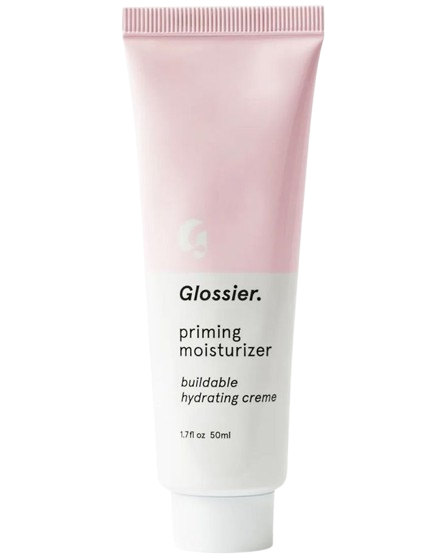 G
Glossier.
priming
moisturizer
buildable
hydrating creme
1.7fl oz 50ml